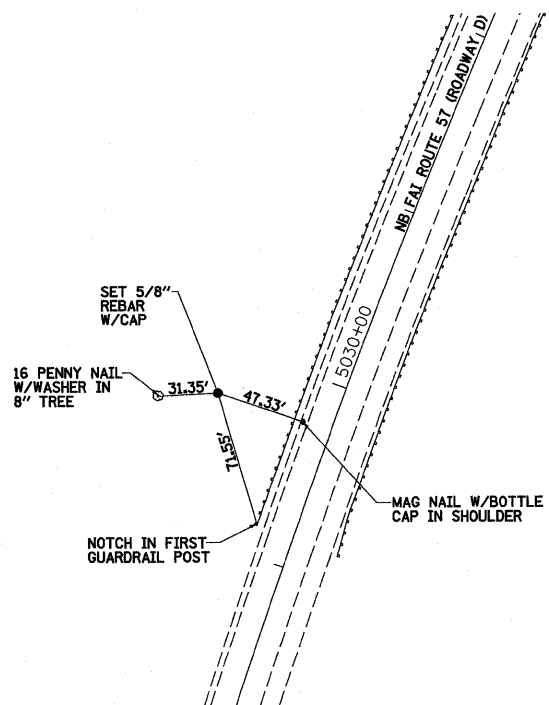 NB FAI ROUTE 57 (ROADWAY D)
SET 5/8"
REBAR
W/CAP
5030+00
16 PENNY NAIL
W/WASHER IN
8" TREE
31.35'
47.33'
71.55'
MAG NAIL W/BOTTLE
CAP IN SHOULDER
NOTCH IN FIRST
GUARDRAIL POST